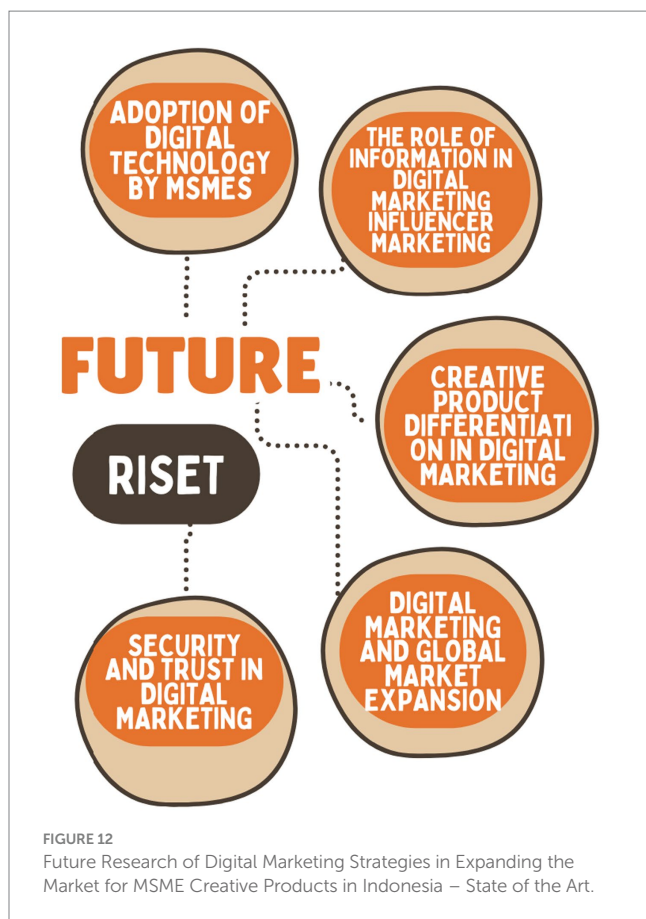 ADOPTION OF
DIGITAL
TECHNOLOGY
BY MSMES
THE ROLE OF
INFORMATION IN
DIGITAL
MARKETING
INFLUENCER
MARKETING
FUTURE
RISET
CREATIVE
PRODUCT
DIFFERENTIATI
ON IN DIGITAL
MARKETING
SECURITY
AND TRUST IN
DIGITAL
MARKETING
DIGITAL
MARKETING
AND GLOBAL
MARKET
EXPANSION
FIGURE 12
Future Research of Digital Marketing Strategies in Expanding the
Market for MSME Creative Products in Indonesia – State of the Art.